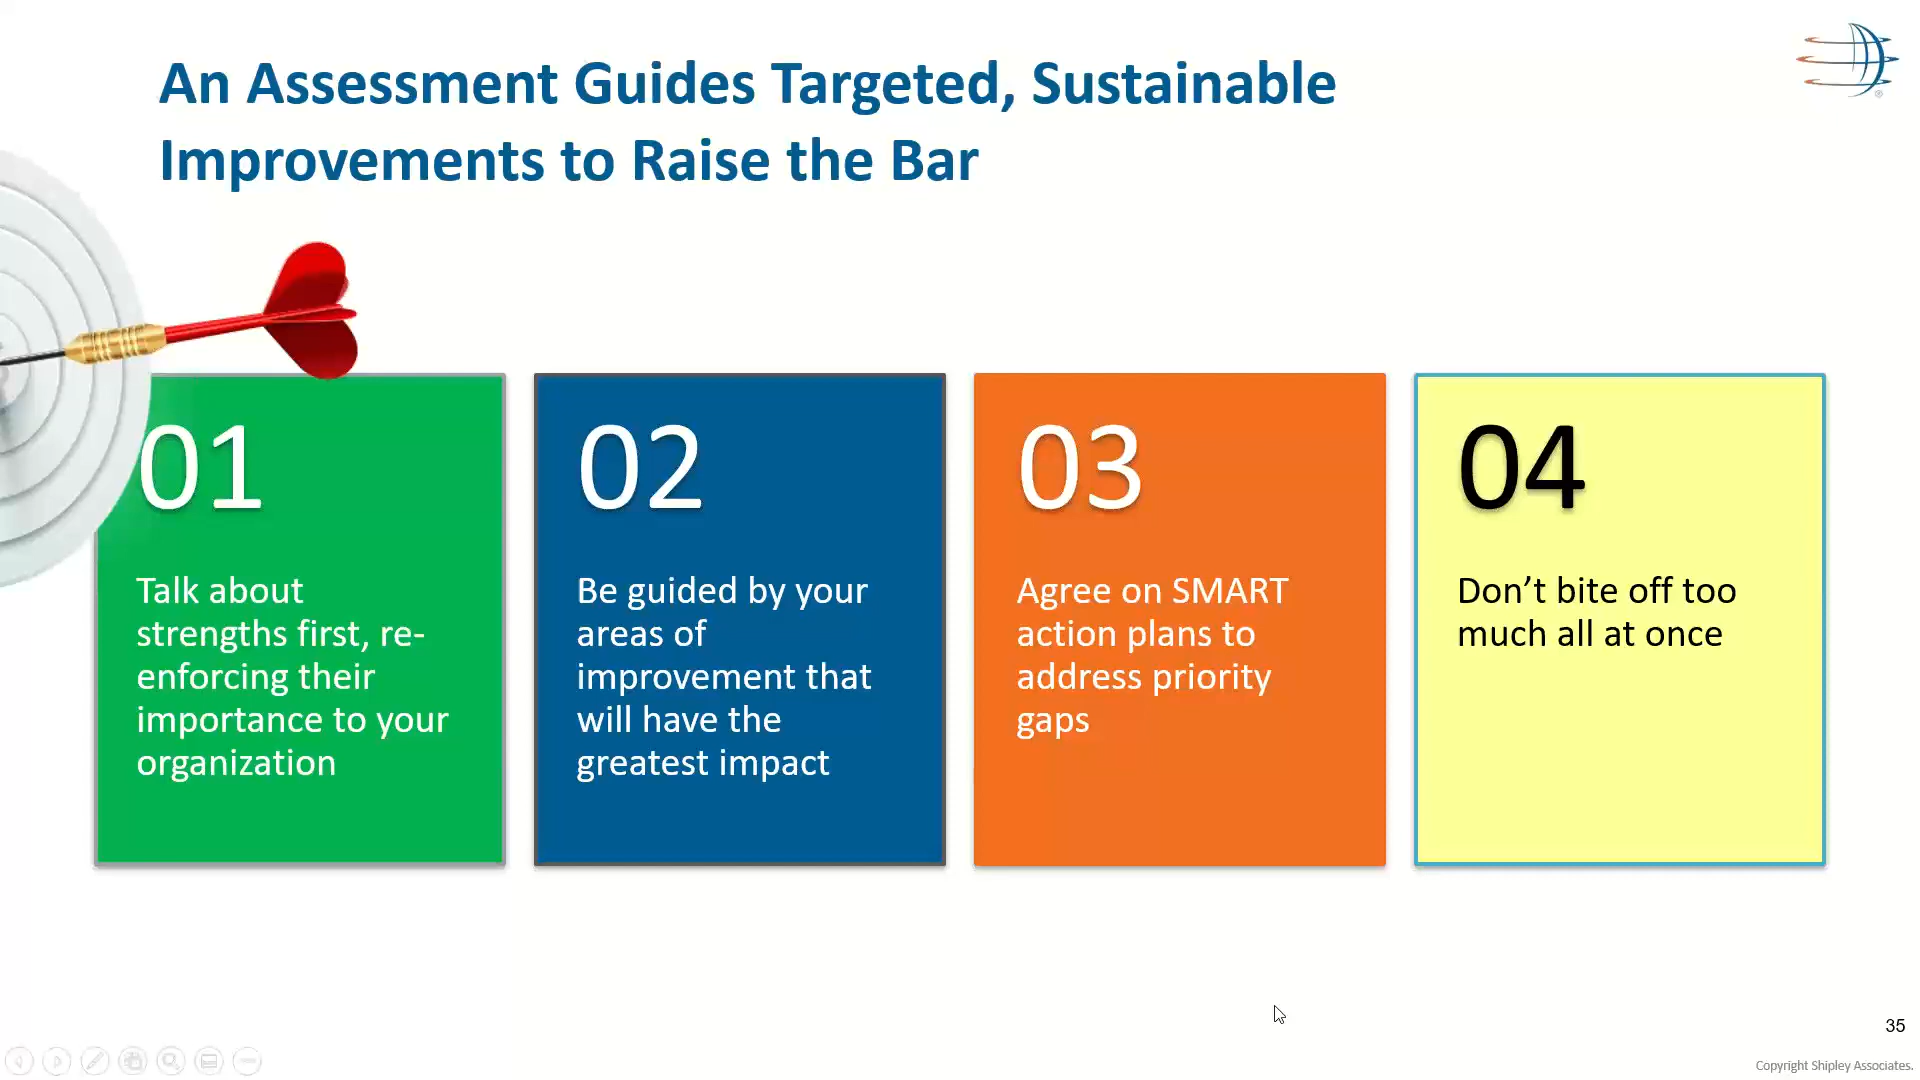 An Assessment Guides Targeted, Sustainable
Improvements to Raise the Bar
01
Talk about
strengths first, re-
enforcing their
importance to your
organization
02
Be guided by your
areas of
improvement that
will have the
greatest impact
03
Agree on SMART
action plans to
address priority
gaps
04
Don’t bite off too
much all at once
35
Copyright Shipley Associates.